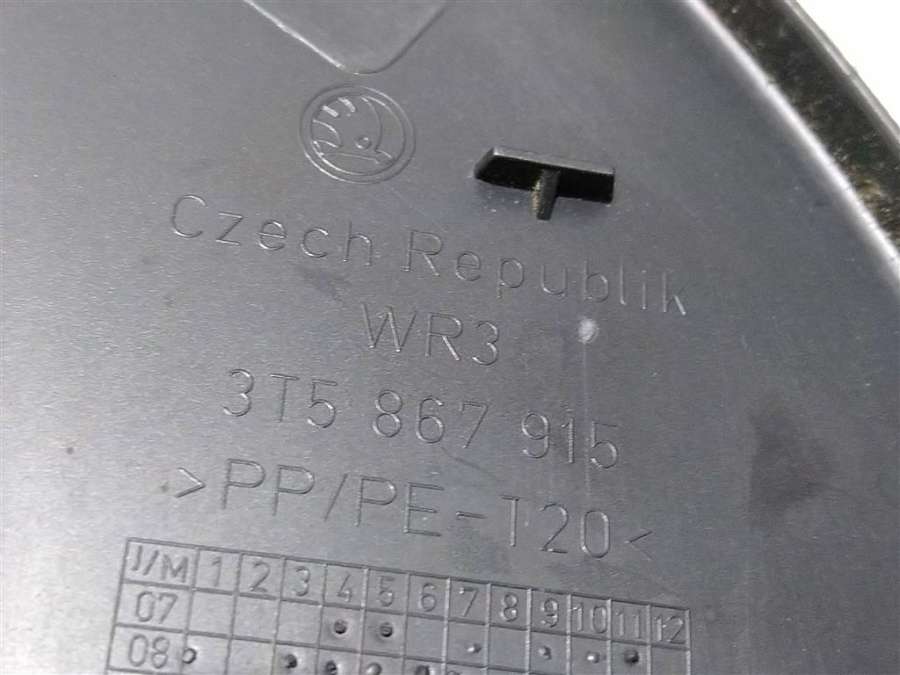 Czech Republik
WR3
3T5 867 915
>PP/PE-T20<
J/M 1 2 3 4 5 6 7 8 9 10 11 12
07
08